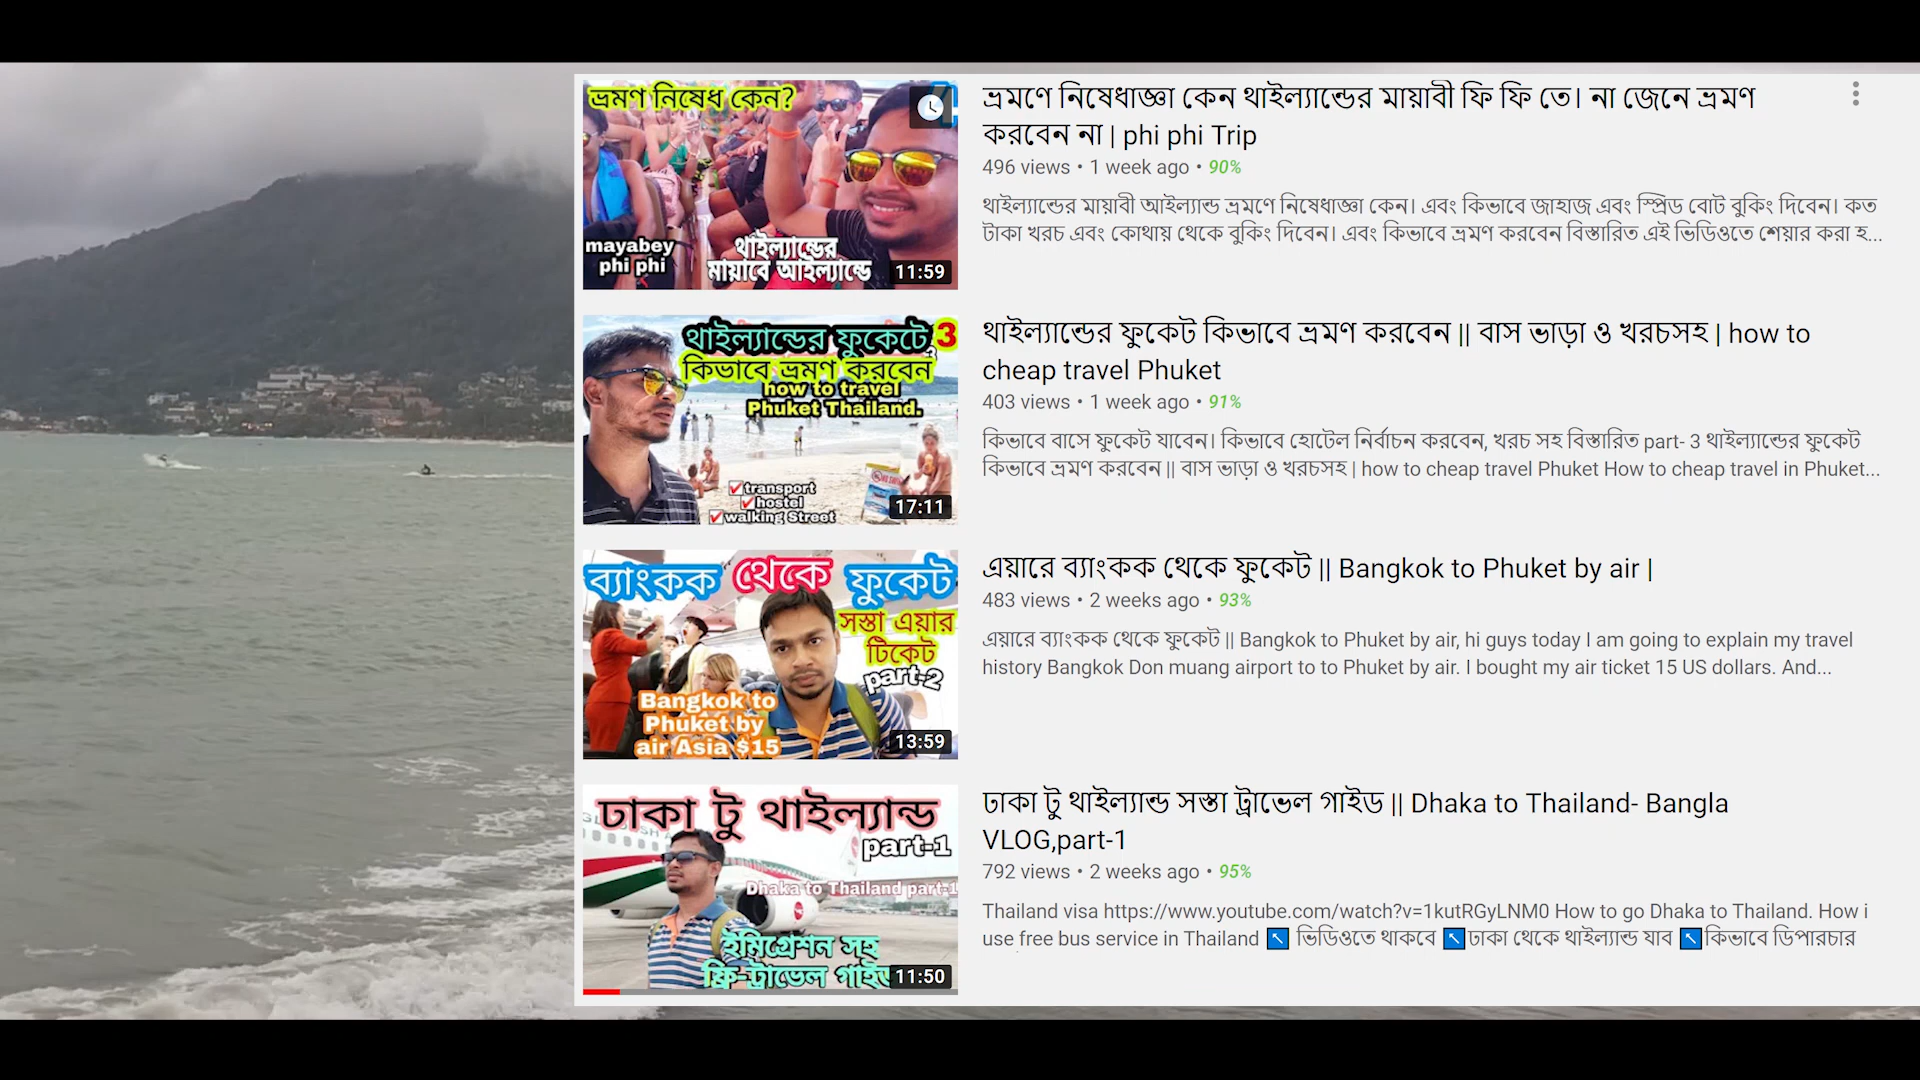 ভ্রমণ নিষেধ কেন?
mayabey
phi phi
থাইল্যান্ডের
মায়াবে আইল্যান্ডে
11:59
ভ্রমণে নিষেধাজ্ঞা কেন থাইল্যান্ডের মায়াবী ফি ফি তে। না জেনে ভ্রমণ
করবেন না | phi phi Trip
496 views • 1 week ago • 90%
থাইল্যান্ডের মায়াবী আইল্যান্ড ভ্রমণে নিষেধাজ্ঞা কেন। এবং কিভাবে জাহাজ এবং স্প্রিড বোট বুকিং দিবেন। কত
টাকা খরচ এবং কোথায় থেকে বুকিং দিবেন। এবং কিভাবে ভ্রমণ করবেন বিস্তারিত এই ভিডিওতে শেয়ার করা হ...
থাইল্যান্ডের ফুকেটে 3
কিভাবে ভ্রমণ করবেন
how to travel
Phuket Thailand.
transport
hostel
walking Street
17:11
থাইল্যান্ডের ফুকেট কিভাবে ভ্রমণ করবেন || বাস ভাড়া ও খরচসহ | how to
cheap travel Phuket
403 views • 1 week ago • 91%
কিভাবে বাসে ফুকেট যাবেন। কিভাবে হোটেল নির্বাচন করবেন, খরচ সহ বিস্তারিত part- 3 থাইল্যান্ডের ফুকেট
কিভাবে ভ্রমণ করবেন || বাস ভাড়া ও খরচসহ | how to cheap travel Phuket How to cheap travel in Phuket...
ব্যাংকক থেকে ফুকেট
সস্তা এয়ার
টিকেট
part-2
Bangkok to
Phuket by
air Asia $15
13:59
এয়ারে ব্যাংকক থেকে ফুকেট || Bangkok to Phuket by air |
483 views • 2 weeks ago • 93%
এয়ারে ব্যাংকক থেকে ফুকেট || Bangkok to Phuket by air, hi guys today I am going to explain my travel
history Bangkok Don muang airport to to Phuket by air. I bought my air ticket 15 US dollars. And...
ঢাকা টু থাইল্যান্ড
part-1
Dhaka to Thailand part-1
ইমিগ্রেশন সহ
ফ্রি-ট্রাভেল গাইড
11:50
ঢাকা টু থাইল্যান্ড সস্তা ট্রাভেল গাইড || Dhaka to Thailand- Bangla
VLOG,part-1
792 views • 2 weeks ago • 95%
Thailand visa https://www.youtube.com/watch?v=1kutRGyLNM0 How to go Dhaka to Thailand. How i
use free bus service in Thailand ↖ ভিডিওতে থাকবে ↖ঢাকা থেকে থাইল্যান্ড যাব ↖কিভাবে ডিপারচার